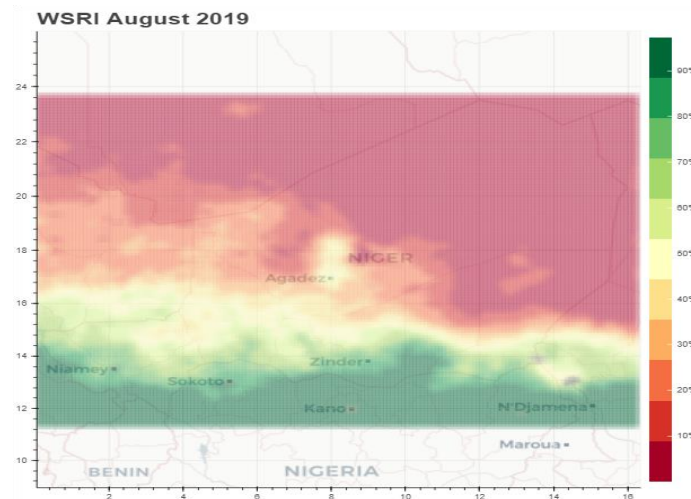 WSRI August 2019
24
22
20
18
16
14
12
10
2
4
6
8
10
12
14
16
NIGER
Agadez
Niamey
Zinder
Sokoto
Kano
N'Djamena
Maroua
BENIN
NIGERIA
90%
80%
70%
60%
50%
40%
30%
20%
10%